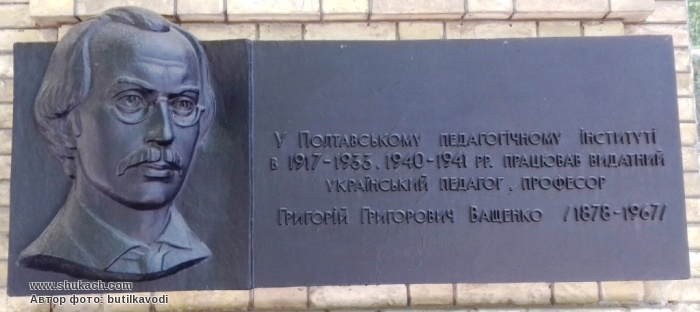 У Полтавському педагогічному інституті
в 1917-1933, 1940-1941 рр. працював видатний
український педагог, професор
Григорій Григорович Ващенко /1878-1967/
www.shukach.com
Автор фото: butilkavodi